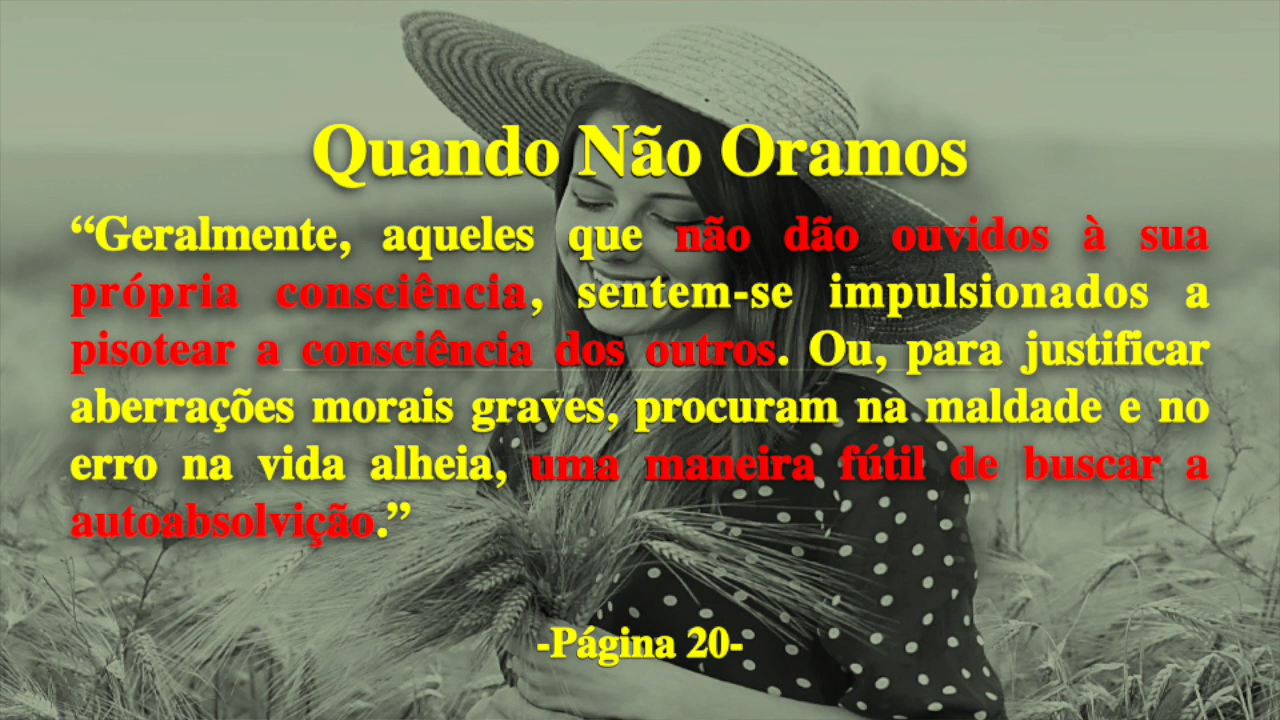 Quando Não Oramos
“Geralmente, aqueles que não dão ouvidos à sua
própria consciência, sentem-se impulsionados a
pisotear a consciência dos outros. Ou, para justificar
aberrações morais graves, procuram na maldade e no
erro na vida alheia, uma maneira fútil de buscar a
autoabsolvição.”
-Página 20-